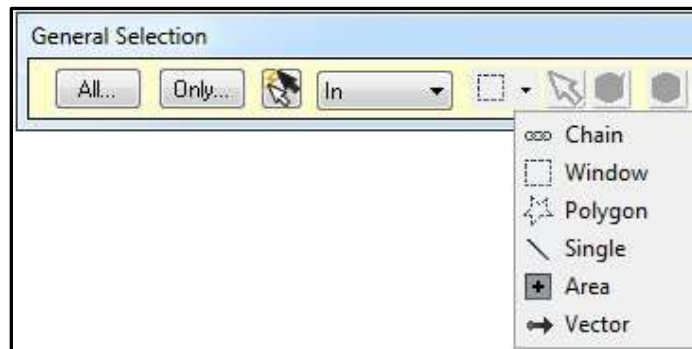 General Selection
All... Only... In
Chain
Window
Polygon
Single
Area
Vector